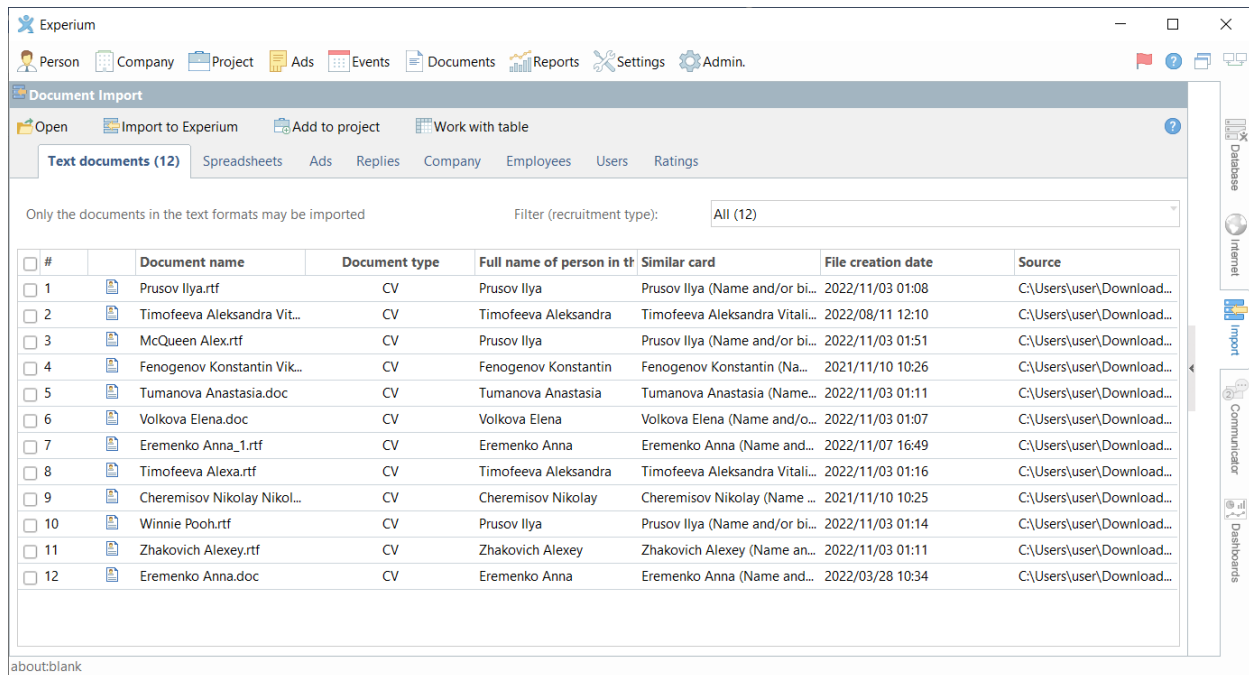 Experium
Person Company Project Ads Events Documents Reports Settings Admin.
Document Import
Open Import to Experium Add to project Work with table
Text documents (12) Spreadsheets Ads Replies Company Employees Users Ratings
Only the documents in the text formats may be imported Filter (recruitment type): All (12)
# Document name Document type Full name of person in th Similar card File creation date Source
1 Prusov Ilya.rtf CV Prusov Ilya Prusov Ilya (Name and/or bi... 2022/11/03 01:08 C:\Users\user\Download...
2 Timofeeva Aleksandra Vit... CV Timofeeva Aleksandra Timofeeva Aleksandra Vitali... 2022/08/11 12:10 C:\Users\user\Download...
3 McQueen Alex.rtf CV Prusov Ilya Prusov Ilya (Name and/or bi... 2022/11/03 01:51 C:\Users\user\Download...
4 Fenogenov Konstantin Vik... CV Fenogenov Konstantin Fenogenov Konstantin (Na... 2021/11/10 10:26 C:\Users\user\Download...
5 Tumanova Anastasia.doc CV Tumanova Anastasia Tumanova Anastasia (Name... 2022/11/03 01:11 C:\Users\user\Download...
6 Volkova Elena.doc CV Volkova Elena Volkova Elena (Name and/o... 2022/11/03 01:07 C:\Users\user\Download...
7 Eremenko Anna_1.rtf CV Eremenko Anna Eremenko Anna (Name and... 2022/11/07 16:49 C:\Users\user\Download...
8 Timofeeva Alexa.rtf CV Timofeeva Aleksandra Timofeeva Aleksandra Vitali... 2022/11/03 01:16 C:\Users\user\Download...
9 Cheremisov Nikolay Nikol... CV Cheremisov Nikolay Cheremisov Nikolay (Name ... 2021/11/10 10:25 C:\Users\user\Download...
10 Winnie Pooh.rtf CV Prusov Ilya Prusov Ilya (Name and/or bi... 2022/11/03 01:14 C:\Users\user\Download...
11 Zhakovich Alexey.rtf CV Zhakovich Alexey Zhakovich Alexey (Name an... 2022/11/03 01:11 C:\Users\user\Download...
12 Eremenko Anna.doc CV Eremenko Anna Eremenko Anna (Name and... 2022/03/28 10:34 C:\Users\user\Download...
about:blank
Database
Internet
Import
2
Communicator
Dashboards